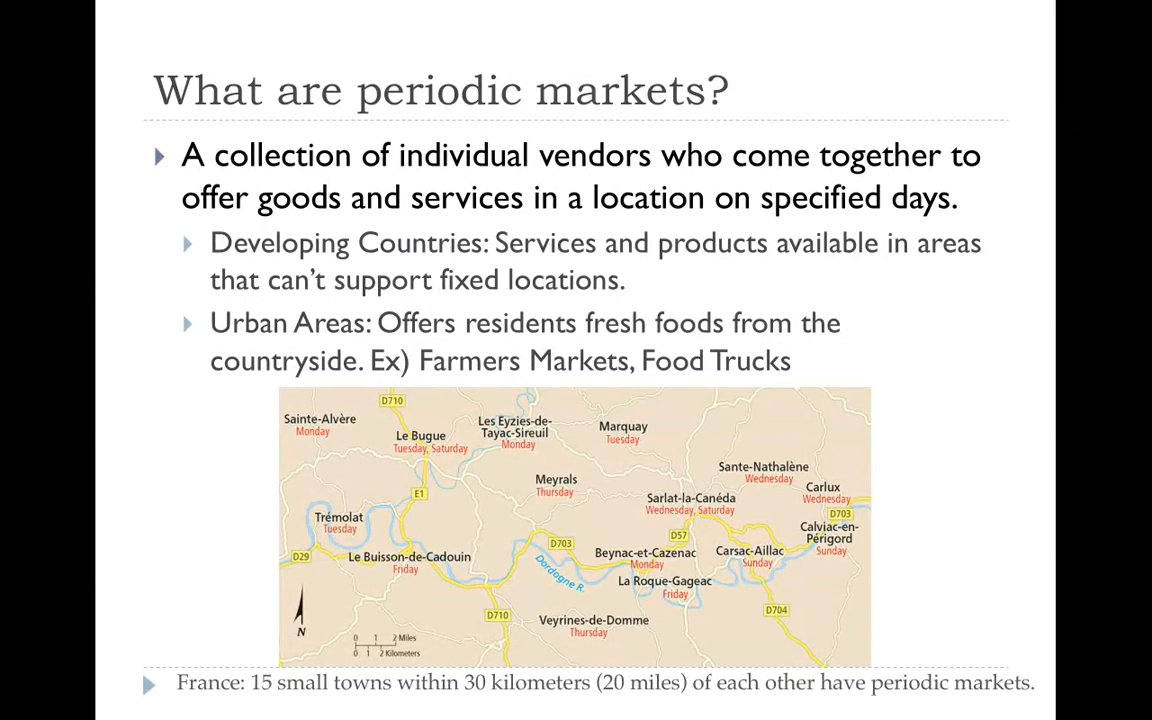 What are periodic markets?
A collection of individual vendors who come together to
offer goods and services in a location on specified days.
Developing Countries: Services and products available in areas
that can't support fixed locations.
Urban Areas: Offers residents fresh foods from the
countryside. Ex) Farmers Markets, Food Trucks
D710
Sainte-Alvère
Monday
Le Bugue
Tuesday, Saturday
Les Eyzies-de-
Tayac-Sireuil
Monday
Marquay
Tuesday
Sante-Nathalène
Wednesday
Meyrals
Thursday
Carlux
Wednesday
E1
Sarlat-la-Canéda
Wednesday, Saturday
D703
Trémolat
Tuesday
Calviac-en-
Périgord
Sunday
D57
D703
D29
Le Buisson-de-Cadouin
Friday
Beynac-et-Cazenac
Monday
Carsac-Aillac
Sunday
Dordogne R.
La Roque-Gageac
Friday
D710
Veyrines-de-Domme
Thursday
D704
N
0 1 2 Miles
0 1 2 Kilometers
France: 15 small towns within 30 kilometers (20 miles) of each other have periodic markets.